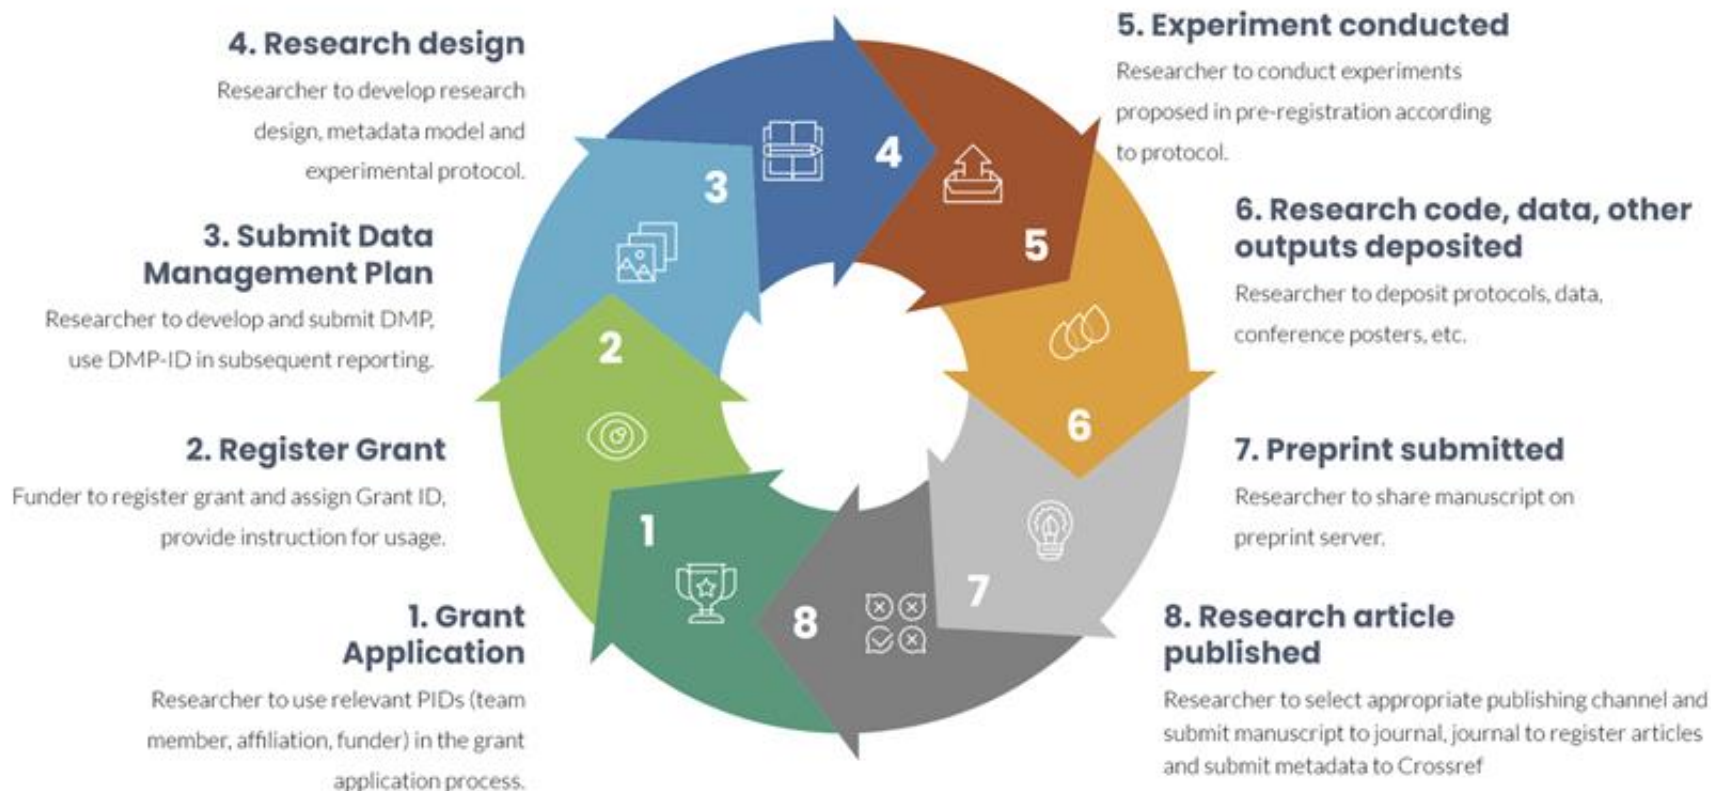 4. Research design
Researcher to develop research
design, metadata model and
experimental protocol.
3. Submit Data
Management Plan
Researcher to develop and submit DMP,
use DMP-ID in subsequent reporting.
2. Register Grant
Funder to register grant and assign Grant ID,
provide instruction for usage.
1. Grant
Application
Researcher to use relevant PIDs (team
member, affiliation, funder) in the grant
application process.
4
3
2
1
8
7
6
5
5. Experiment conducted
Researcher to conduct experiments
proposed in pre-registration according
to protocol.
6. Research code, data, other
outputs deposited
Researcher to deposit protocols, data,
conference posters, etc.
7. Preprint submitted
Researcher to share manuscript on
preprint server.
8. Research article
published
Researcher to select appropriate publishing channel and
submit manuscript to journal, journal to register articles
and submit metadata to Crossref